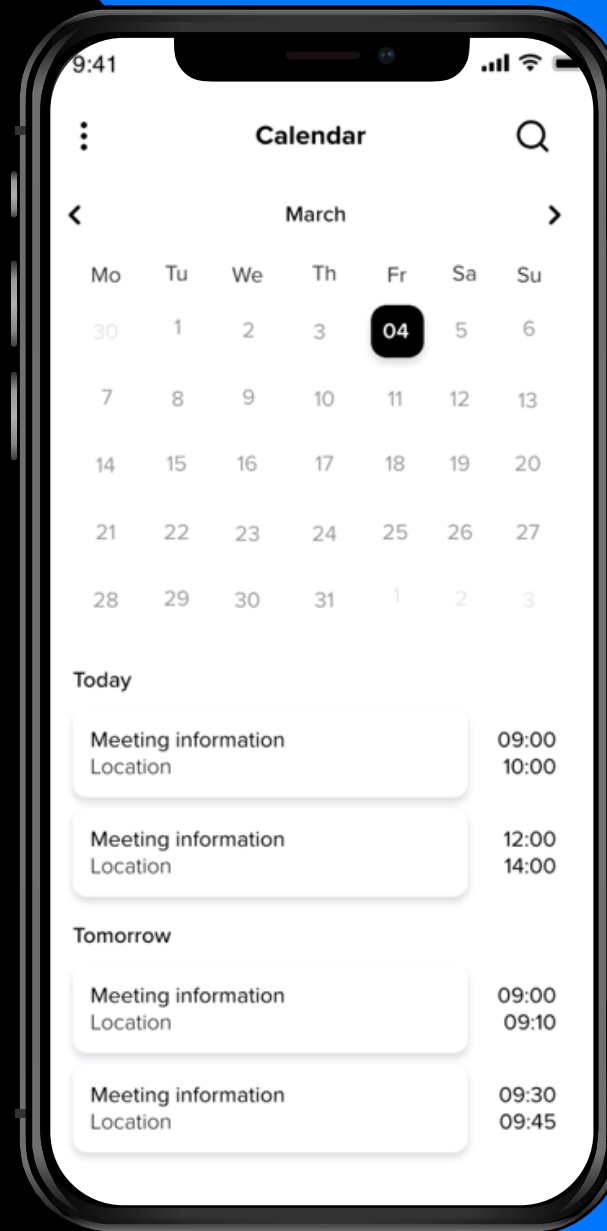 9:41
Calendar
March
Mo Tu We Th Fr Sa Su
30 1 2 3 04 5 6
7 8 9 10 11 12 13
14 15 16 17 18 19 20
21 22 23 24 25 26 27
28 29 30 31 1 2 3
Today
Meeting information 09:00
Location 10:00
Meeting information 12:00
Location 14:00
Tomorrow
Meeting information 09:00
Location 09:10
Meeting information 09:30
Location 09:45